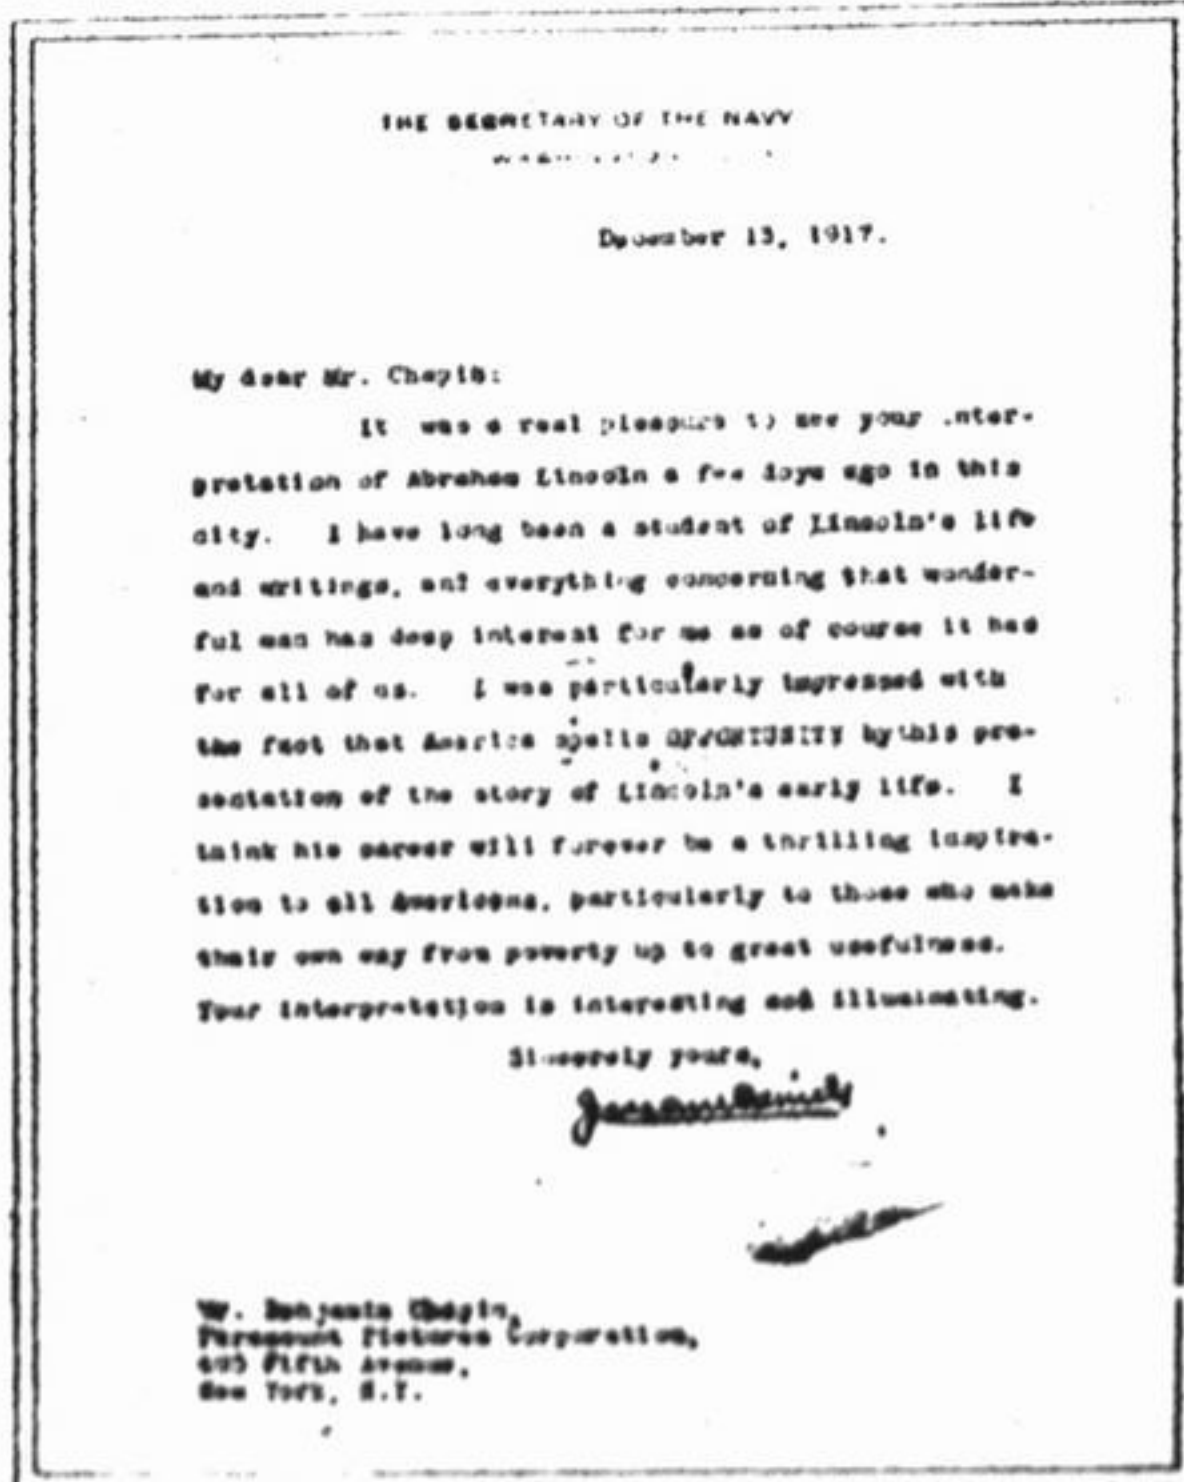 THE SECRETARY OF THE NAVY
WASHINGTON
December 13, 1917.
My dear Mr. Chapin:
It was a real pleasure to see your inter-
pretation of Abraham Lincoln a few days ago in this
city. I have long been a student of Lincoln's life
and writings, and everything concerning that wonder-
ful man has deep interest for me as of course it has
for all of us. I was particularly impressed with
the fact that America spells OPPORTUNITY by this pre-
sentation of the story of Lincoln's early life. I
think his career will forever be a thrilling inspira-
tion to all Americans, particularly to those who make
their own way from poverty up to great usefulness.
Your interpretation is interesting and illuminating.
Sincerely yours,
Josephus Daniels
Mr. Benjamin Chapin,
Paramount Pictures Corporation,
Fifth Avenue,
New York, N.Y.